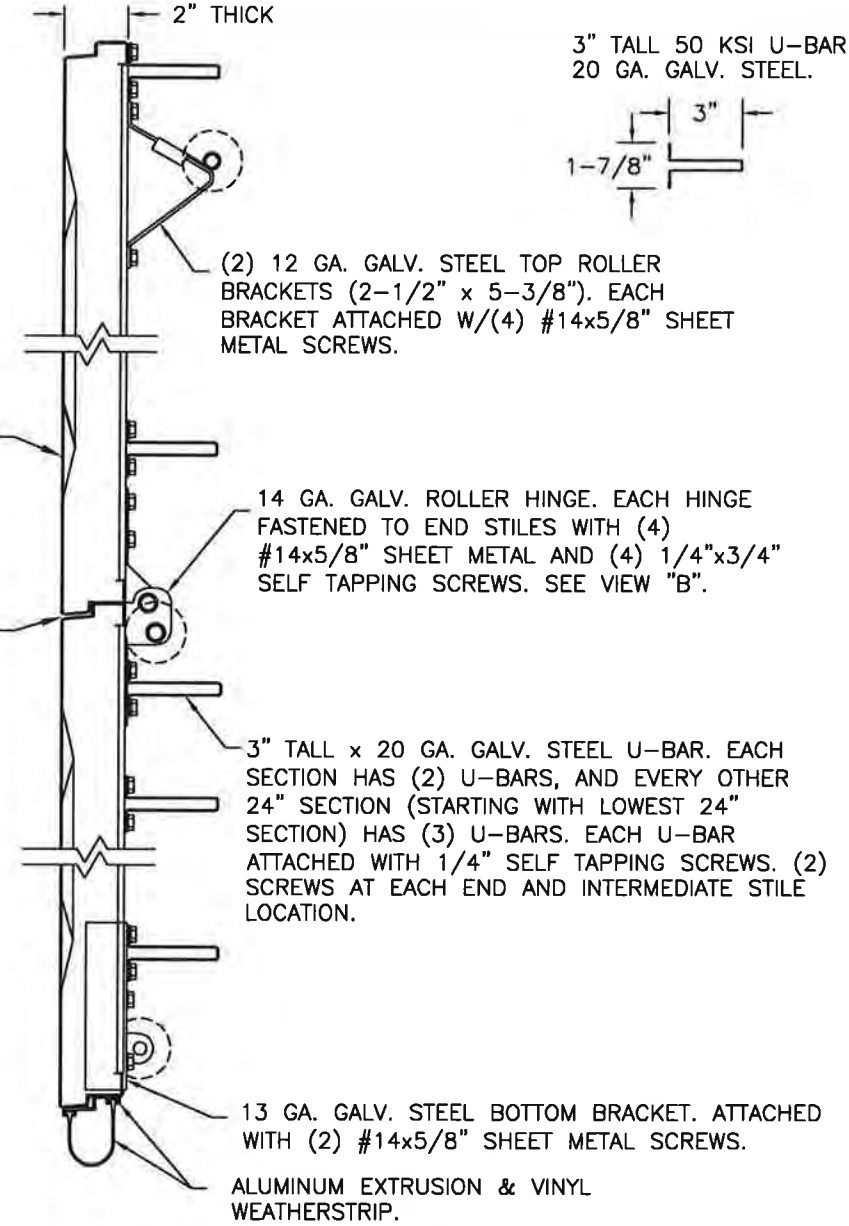 2" THICK
3" TALL 50 KSI U-BAR
20 GA. GALV. STEEL.
3"
1-7/8"
(2) 12 GA. GALV. STEEL TOP ROLLER
BRACKETS (2-1/2" x 5-3/8"). EACH
BRACKET ATTACHED W/(4) #14x5/8" SHEET
METAL SCREWS.
14 GA. GALV. ROLLER HINGE. EACH HINGE
FASTENED TO END STILES WITH (4)
#14x5/8" SHEET METAL AND (4) 1/4"x3/4"
SELF TAPPING SCREWS. SEE VIEW "B".
3" TALL x 20 GA. GALV. STEEL U-BAR. EACH
SECTION HAS (2) U-BARS, AND EVERY OTHER
24" SECTION (STARTING WITH LOWEST 24"
SECTION) HAS (3) U-BARS. EACH U-BAR
ATTACHED WITH 1/4" SELF TAPPING SCREWS. (2)
SCREWS AT EACH END AND INTERMEDIATE STILE
LOCATION.
13 GA. GALV. STEEL BOTTOM BRACKET. ATTACHED
WITH (2) #14x5/8" SHEET METAL SCREWS.
ALUMINUM EXTRUSION & VINYL
WEATHERSTRIP.